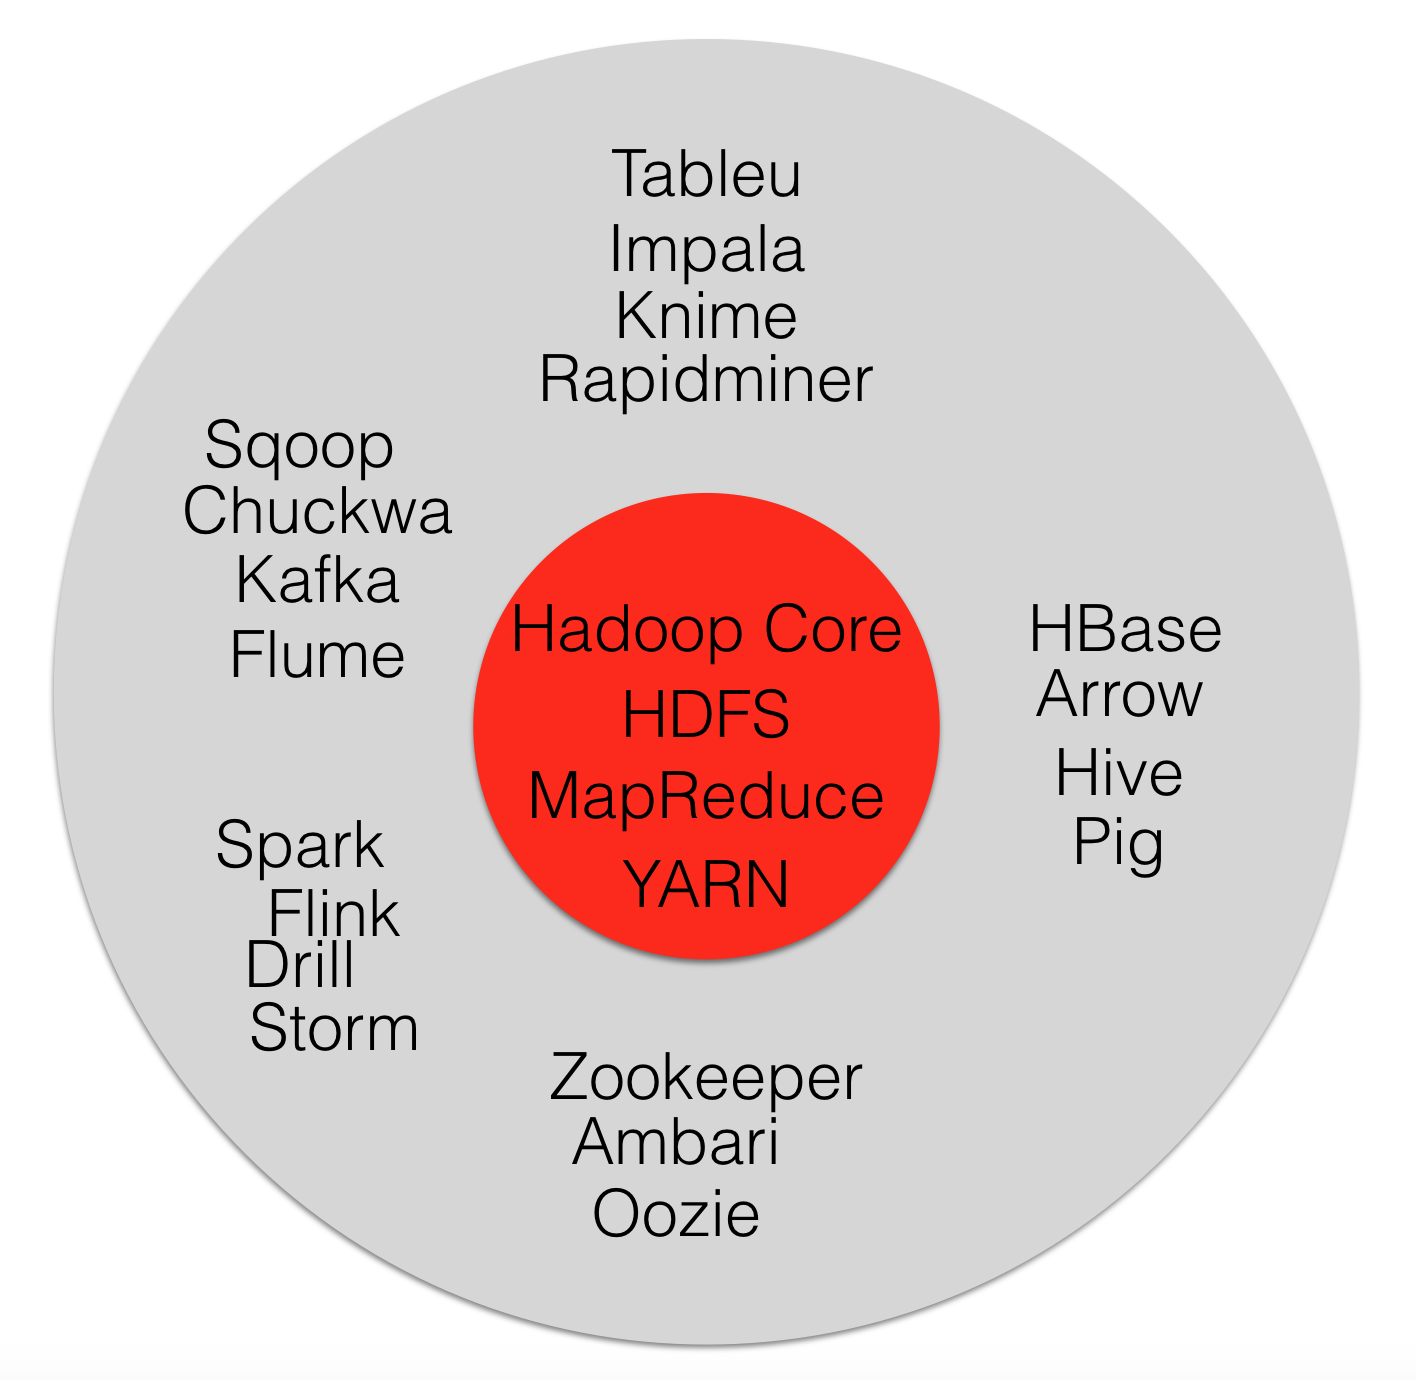 Tableu
Impala
Knime
Rapidminer
Sqoop
Chuckwa
Kafka
Flume
Hadoop Core
HDFS
MapReduce
YARN
HBase
Arrow
Hive
Pig
Spark
Flink
Drill
Storm
Zookeeper
Ambari
Oozie